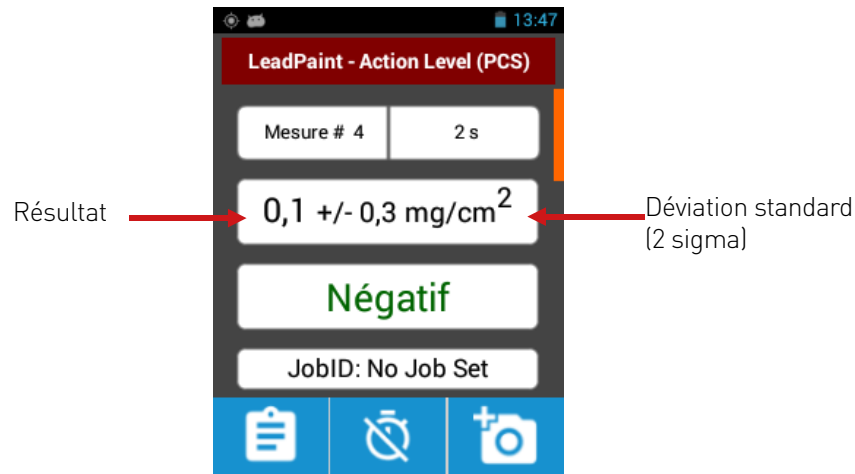 13:47
LeadPaint - Action Level (PCS)
Mesure # 4
2 s
Résultat
0,1 +/- 0,3 mg/cm²
Déviation standard
(2 sigma)
Négatif
JobID: No Job Set